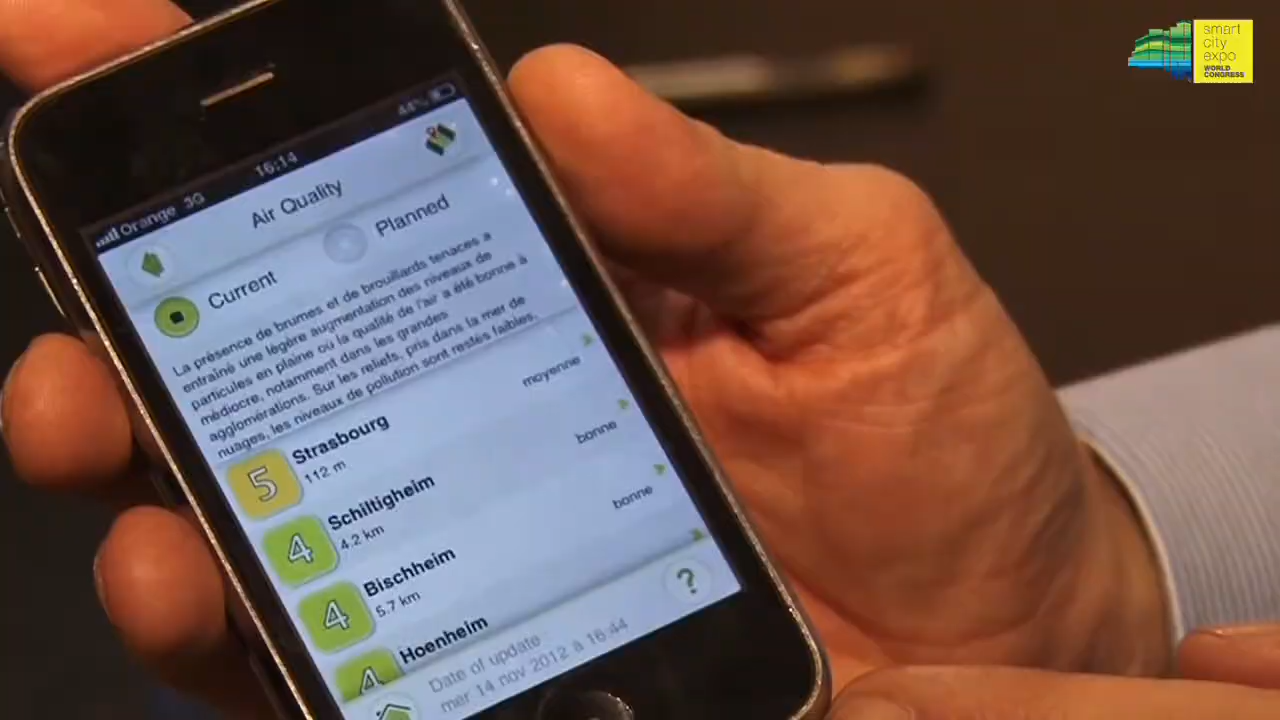 smart
city
expo
WORLD
CONGRESS
Orange 3G 16:14 44%
Air Quality
Current Planned
La présence de brumes et de brouillards tenaces a
entraîné une légère augmentation des niveaux de
particules en plaine où la qualité de l'air a été bonne à
médiocre, notamment dans les grandes
agglomérations. Sur les reliefs, pris dans la mer de
nuages, les niveaux de pollution sont restés faibles.
5 Strasbourg moyenne
112 m
4 Schiltigheim bonne
4.2 km
4 Bischheim bonne
5.7 km
4 Hoenheim
Date of update :
mer 14 nov 2012 à 16:44
?